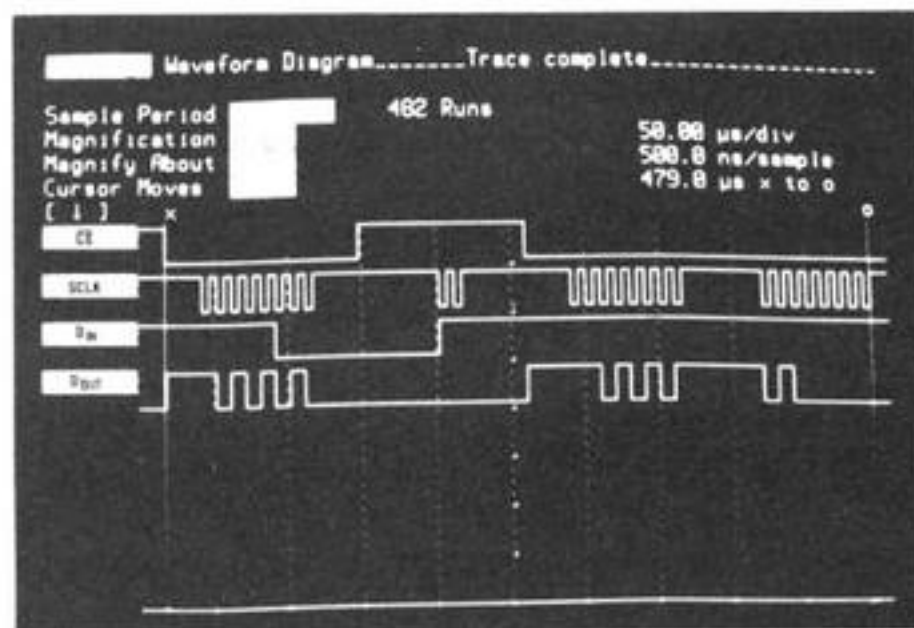 Waveform Diagram.......Trace complete....................
Sample Period 482 Runs 50.00 µs/div
Magnification 500.0 ns/sample
Magnify About 479.0 µs x to o
Cursor Moves
[ ↓ ] x o
CE
SCLK
DIN
DOUT